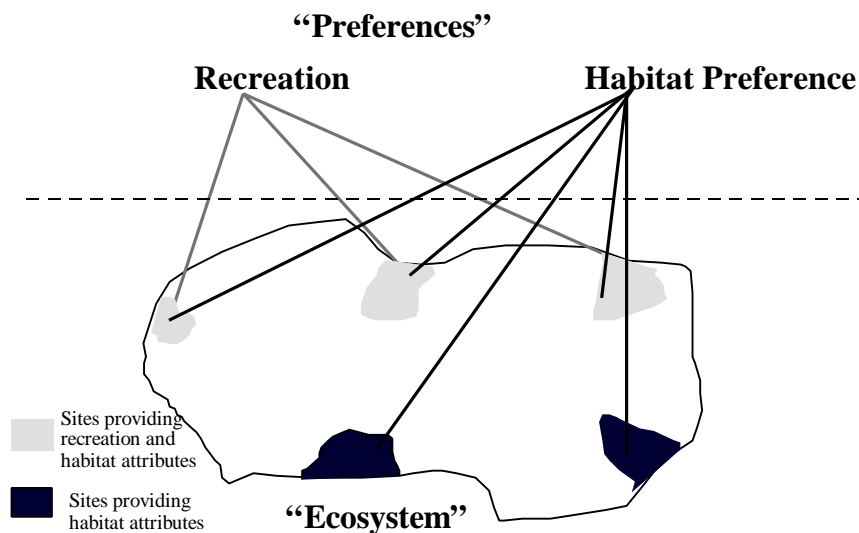 “Preferences”
Recreation
Habitat Preference
Sites providing
recreation and
habitat attributes
Sites providing
habitat attributes
“Ecosystem”